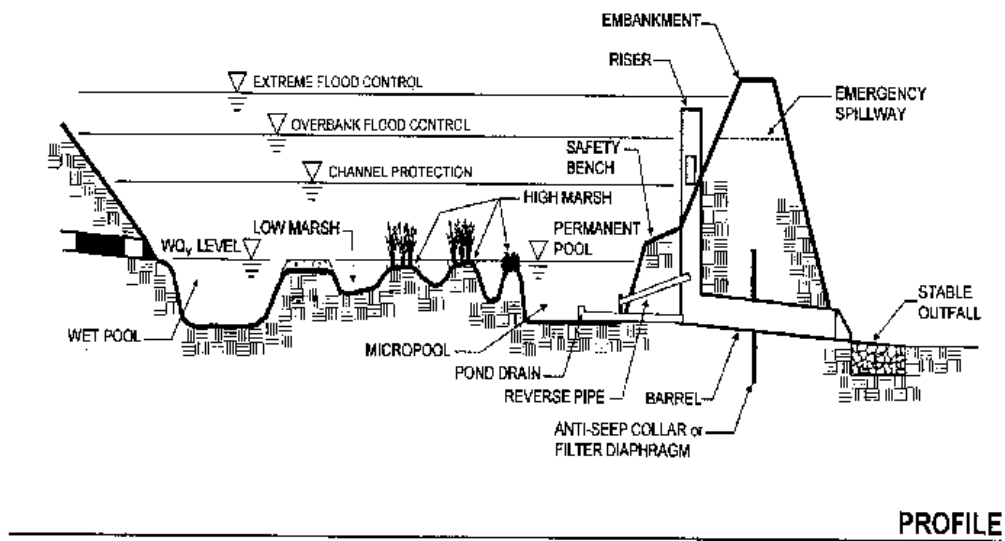 EMBANKMENT
RISER
EXTREME FLOOD CONTROL
EMERGENCY
SPILLWAY
OVERBANK FLOOD CONTROL
SAFETY
BENCH
CHANNEL PROTECTION
HIGH MARSH
LOW MARSH
PERMANENT
POOL
WQv LEVEL
STABLE
OUTFALL
WET POOL
MICROPOOL
POND DRAIN
REVERSE PIPE
BARREL
ANTI-SEEP COLLAR or
FILTER DIAPHRAGM
PROFILE